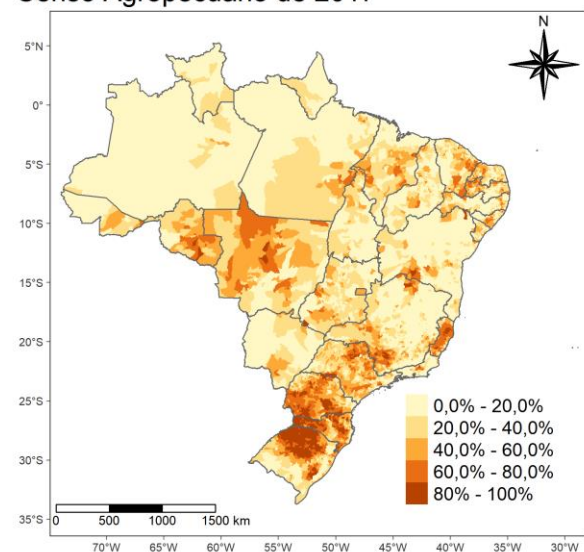 Censo Agropecuário de 2017
N
5°N
0°
5°S
10°S
15°S
20°S
25°S
30°S
35°S
0,0% - 20,0%
20,0% - 40,0%
40,0% - 60,0%
60,0% - 80,0%
80% - 100%
0 500 1000 1500 km
70°W 65°W 60°W 55°W 50°W 45°W 40°W 35°W 30°W